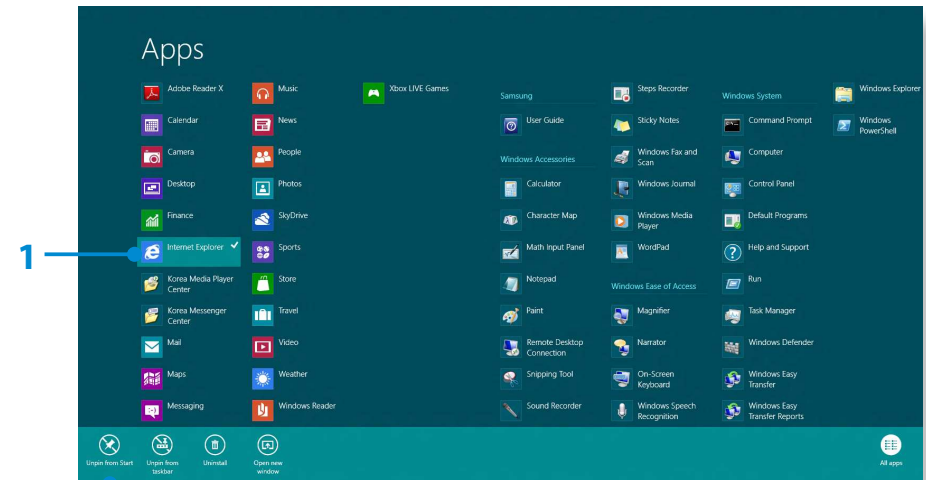 Apps
1
Adobe Reader X
Calendar
Camera
Desktop
Finance
Internet Explorer
Korea Media Player
Center
Korea Messenger
Center
Mail
Maps
Messaging
Music
News
People
Photos
SkyDrive
Sports
Store
Travel
Video
Weather
Windows Reader
Xbox LIVE Games
Samsung
User Guide
Windows Accessories
Calculator
Character Map
Math Input Panel
Notepad
Paint
Remote Desktop
Connection
Snipping Tool
Sound Recorder
Steps Recorder
Sticky Notes
Windows Fax and
Scan
Windows Journal
Windows Media
Player
WordPad
Windows Ease of Access
Magnifier
Narrator
On-Screen
Keyboard
Windows Speech
Recognition
Windows System
Command Prompt
Computer
Control Panel
Default Programs
Help and Support
Run
Task Manager
Windows Defender
Windows Easy
Transfer
Windows Easy
Transfer Reports
Windows Explorer
Windows
PowerShell
Unpin from Start
Unpin from
taskbar
Uninstall
Open new
window
All apps